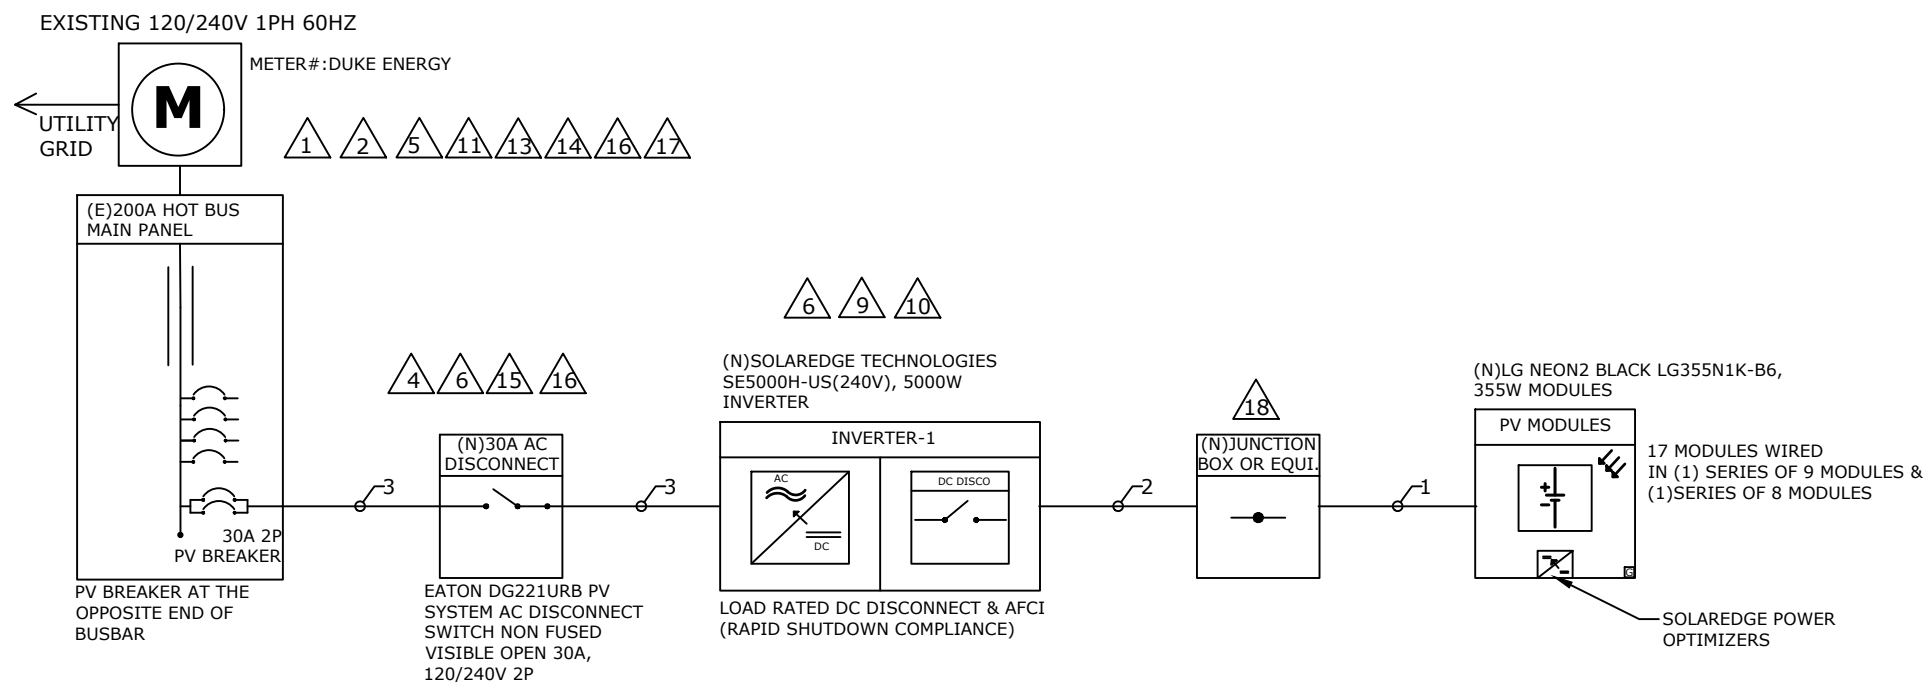 EXISTING 120/240V 1PH 60HZ
METER#:DUKE ENERGY
M
UTILITY
GRID
1 2 5 11 13 14 16 17
(E)200A HOT BUS
MAIN PANEL
30A 2P
PV BREAKER
PV BREAKER AT THE
OPPOSITE END OF
BUSBAR
3
4 6 15 16
(N)30A AC
DISCONNECT
EATON DG221URB PV
SYSTEM AC DISCONNECT
SWITCH NON FUSED
VISIBLE OPEN 30A,
120/240V 2P
3
6 9 10
(N)SOLAREDGE TECHNOLOGIES
SE5000H-US(240V), 5000W
INVERTER
INVERTER-1
AC
DC
DC DISCO
LOAD RATED DC DISCONNECT & AFCI
(RAPID SHUTDOWN COMPLIANCE)
2
18
(N)JUNCTION
BOX OR EQUI.
1
(N)LG NEON2 BLACK LG355N1K-B6,
355W MODULES
PV MODULES
G
17 MODULES WIRED
IN (1) SERIES OF 9 MODULES &
(1)SERIES OF 8 MODULES
SOLAREDGE POWER
OPTIMIZERS